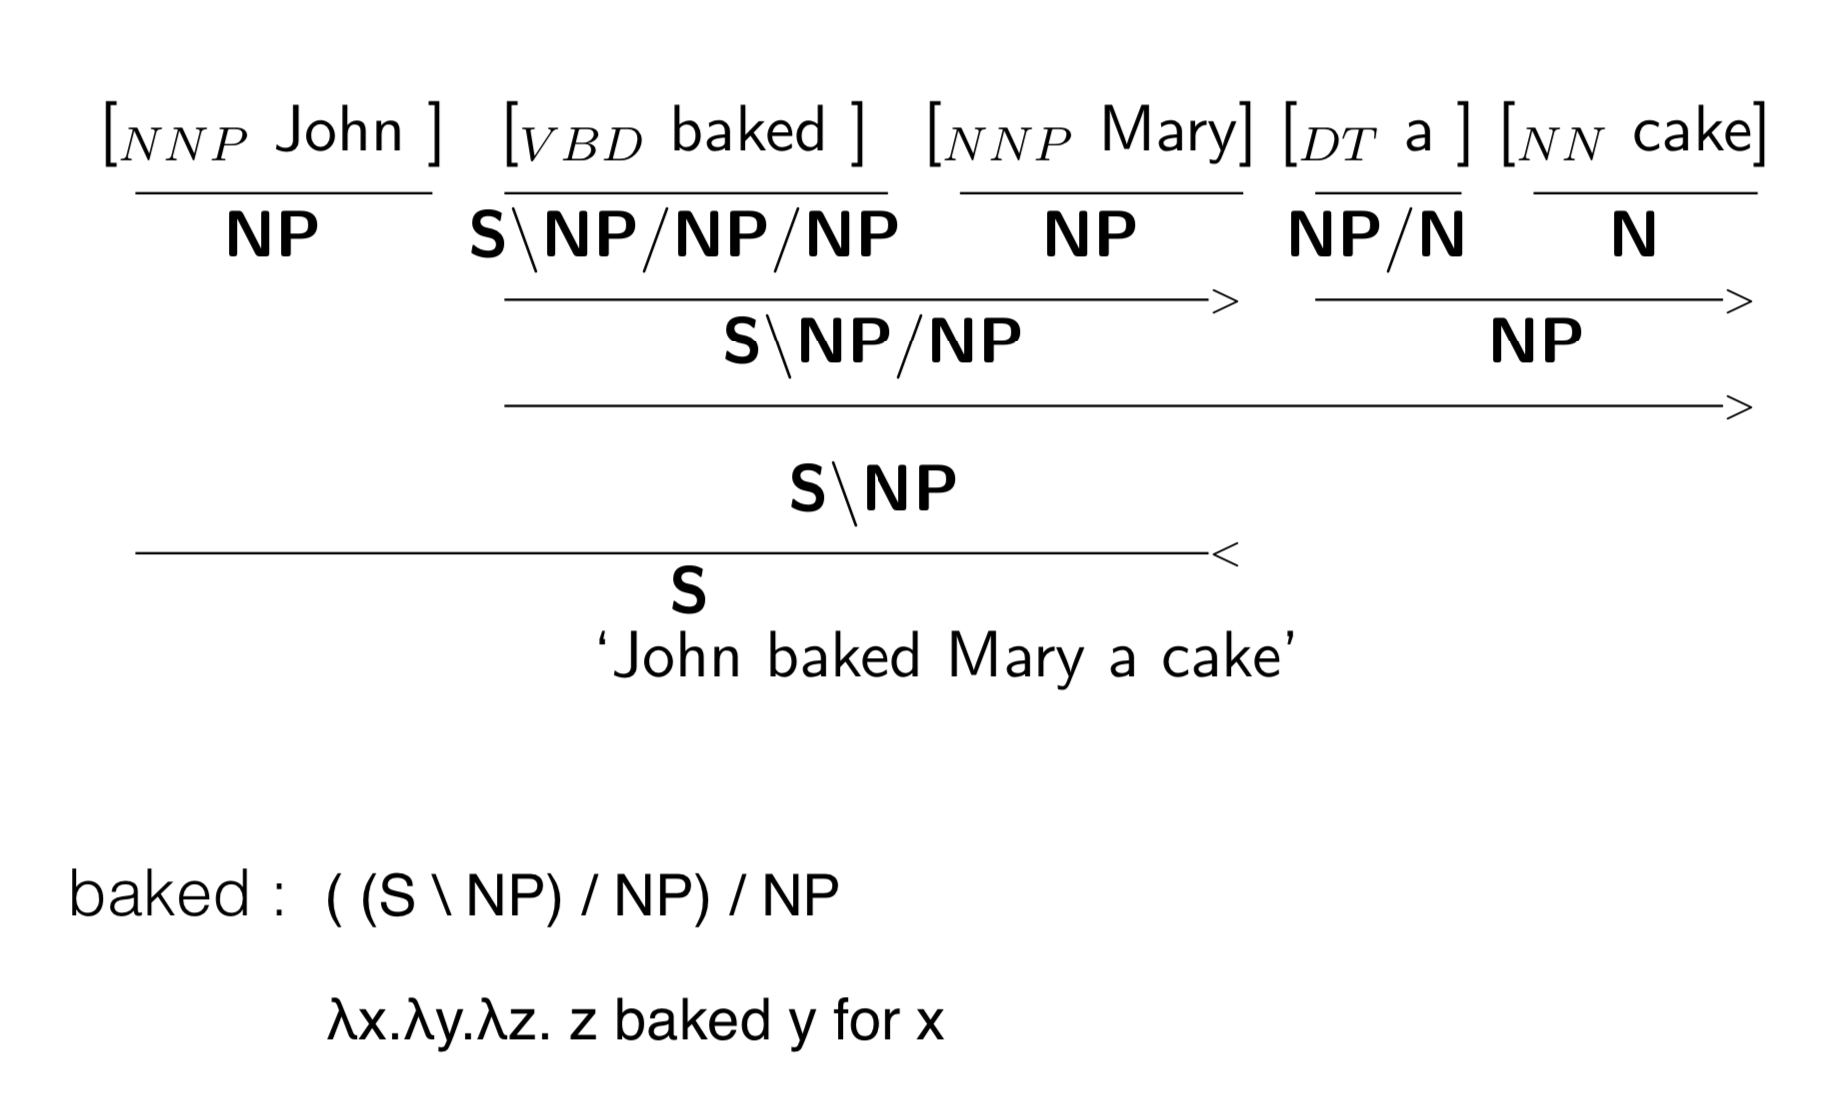 [NNP John ] [VBD baked ] [NNP Mary] [DT a ] [NN cake]
NP S\NP/NP/NP NP NP/N N
> >
S\NP/NP NP
>
S\NP
<
S
‘John baked Mary a cake’
baked : ( (S \ NP) / NP) / NP
λx.λy.λz. z baked y for x